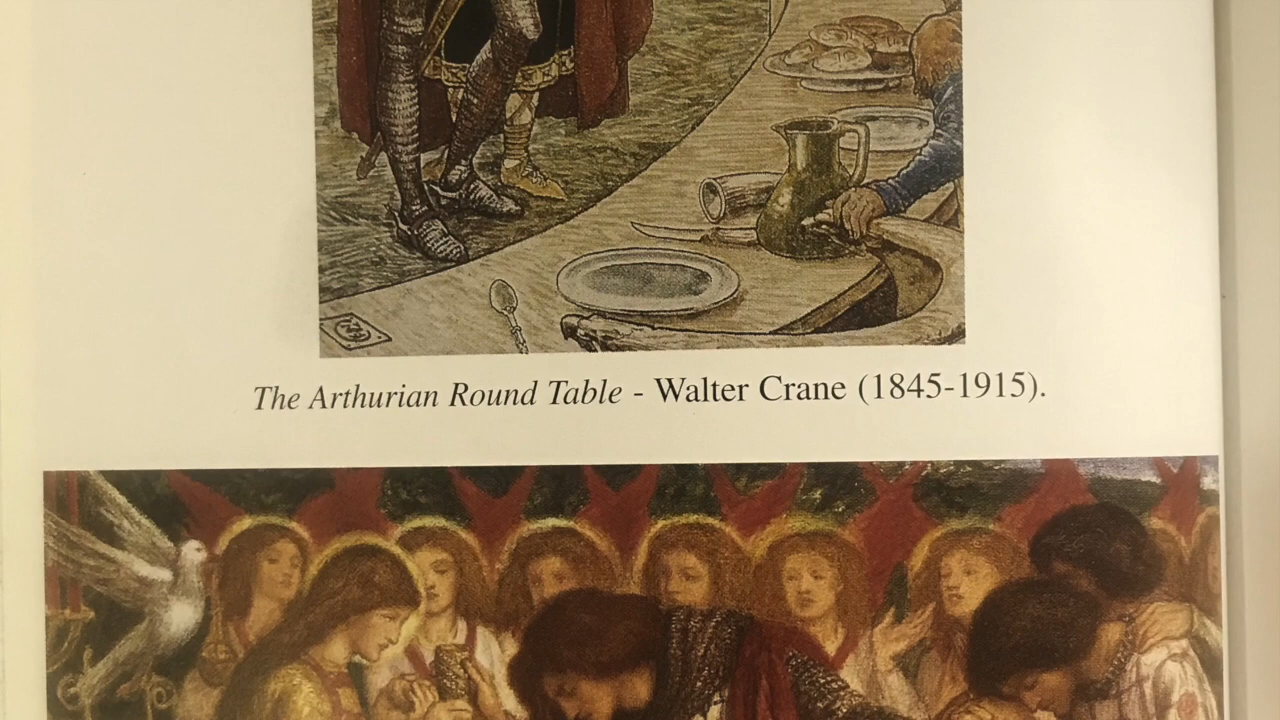 The Arthurian Round Table - Walter Crane (1845-1915).